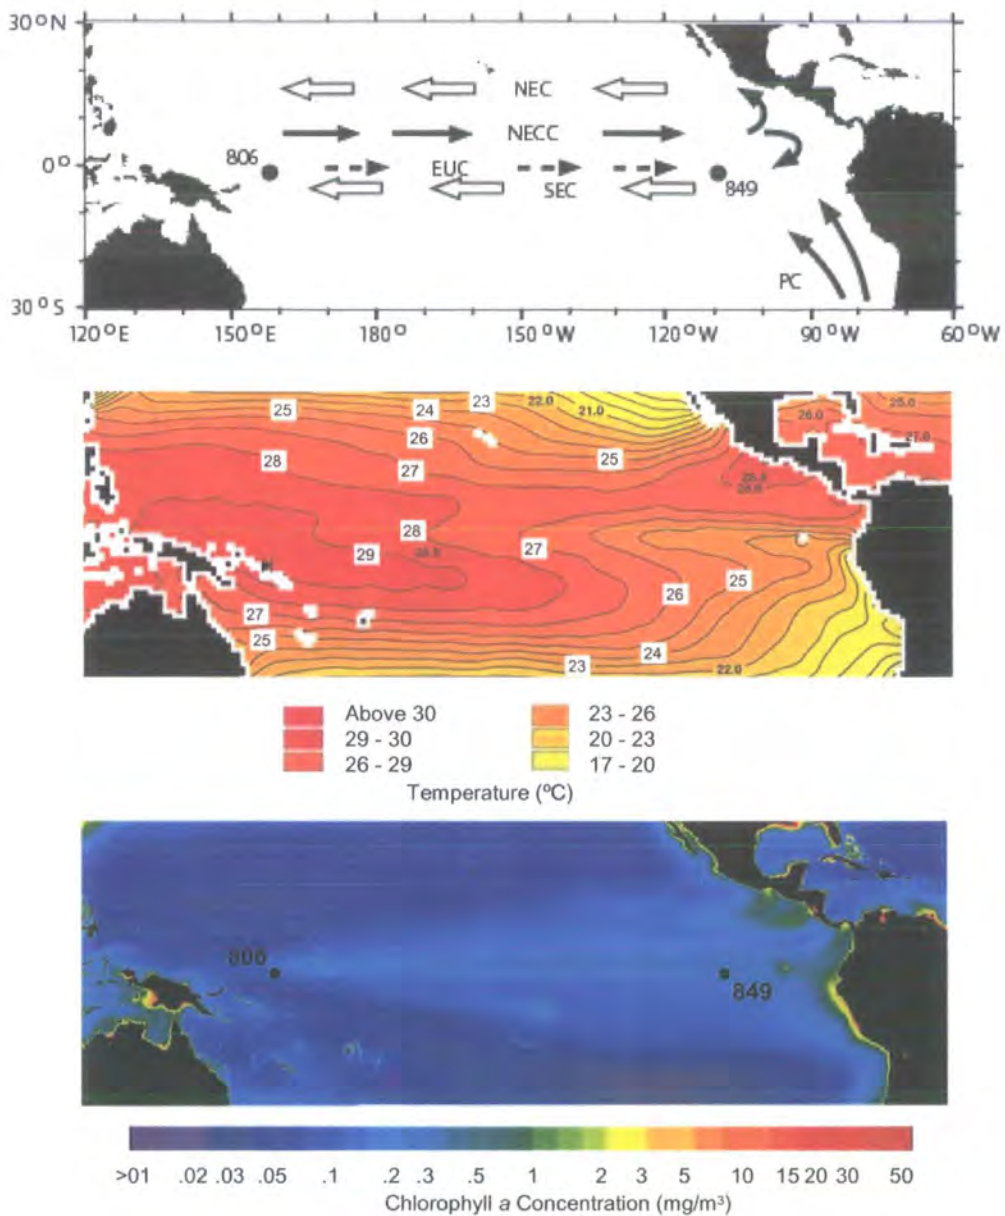 30°N
NEC
NECC
806
0°
EUC
849
SEC
PC
30°S
120°E 150°E 180° 150°W 120°W 90°W 60°W
25 24 23 22.0 21.0 26.0 25.0
26 27.0
25
28 27
28
27
29 25
26
27
25 24
23 22.0
Above 30 23 - 26
29 - 30 20 - 23
26 - 29 17 - 20
Temperature (ºC)
806
849
>01 .02 .03 .05 .1 .2 .3 .5 1 2 3 5 10 15 20 30 50
Chlorophyll a Concentration (mg/m³)